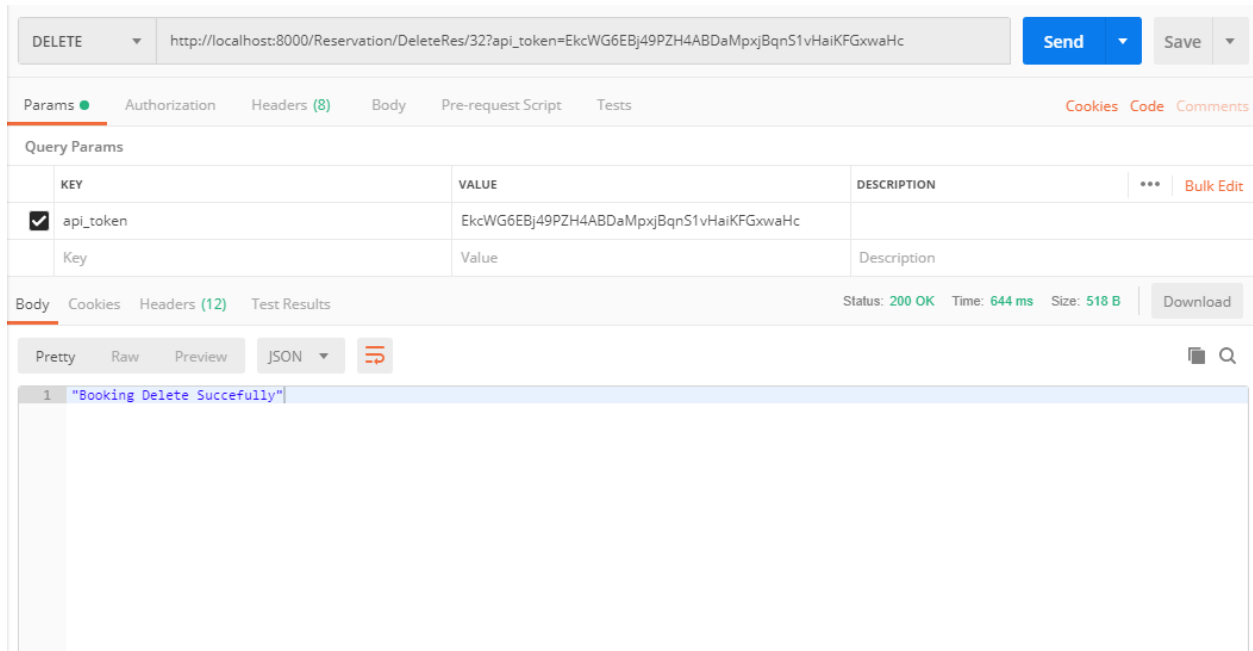 DELETE http://localhost:8000/Reservation/DeleteRes/32?api_token=EkcWG6EBj49PZH4ABDaMpxjBqnS1vHaiKFGxwaHc Send Save
Params Authorization Headers (8) Body Pre-request Script Tests Cookies Code Comments
Query Params
KEY VALUE DESCRIPTION ••• Bulk Edit
api_token EkcWG6EBj49PZH4ABDaMpxjBqnS1vHaiKFGxwaHc
Key Value Description
Body Cookies Headers (12) Test Results Status: 200 OK Time: 644 ms Size: 518 B Download
Pretty Raw Preview JSON
1 "Booking Delete Succefully"